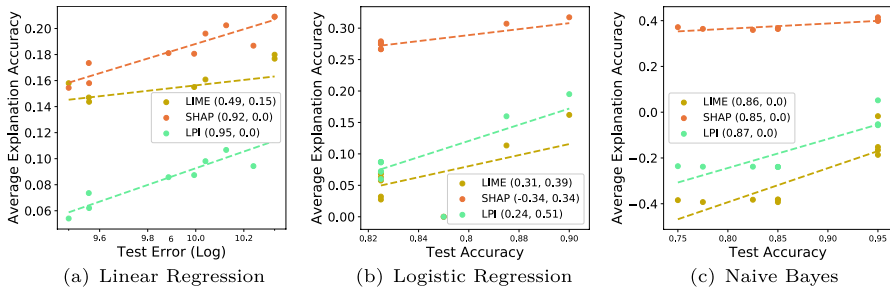 Average Explanation Accuracy
0.20
0.18
0.16
0.14
0.12
0.10
0.08
0.06
LIME (0.49, 0.15)
SHAP (0.92, 0.0)
LPI (0.95, 0.0)
9.6 9.8 6 10.0 10.2
Test Error (Log)
(a) Linear Regression
Average Explanation Accuracy
0.30
0.25
0.20
0.15
0.10
0.05
0.00
LIME (0.31, 0.39)
SHAP (-0.34, 0.34)
LPI (0.24, 0.51)
0.82 0.84 0.86 0.88 0.90
Test Accuracy
(b) Logistic Regression
Average Explanation Accuracy
0.4
0.2
0.0
−0.2
−0.4
LIME (0.86, 0.0)
SHAP (0.85, 0.0)
LPI (0.87, 0.0)
0.75 0.80 0.85 0.90 0.95
Test Accuracy
(c) Naive Bayes